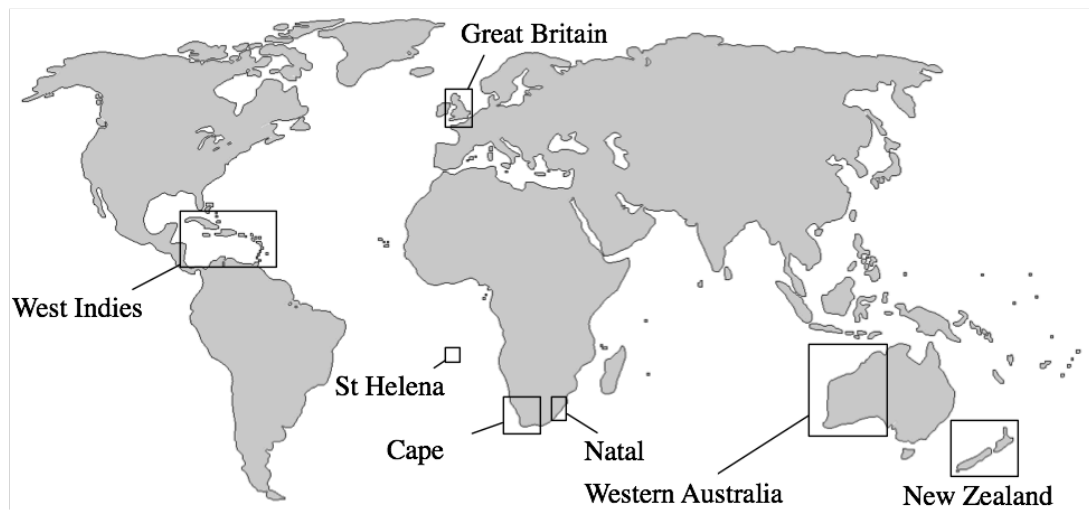 Great Britain
West Indies
St Helena
Cape
Natal
Western Australia
New Zealand